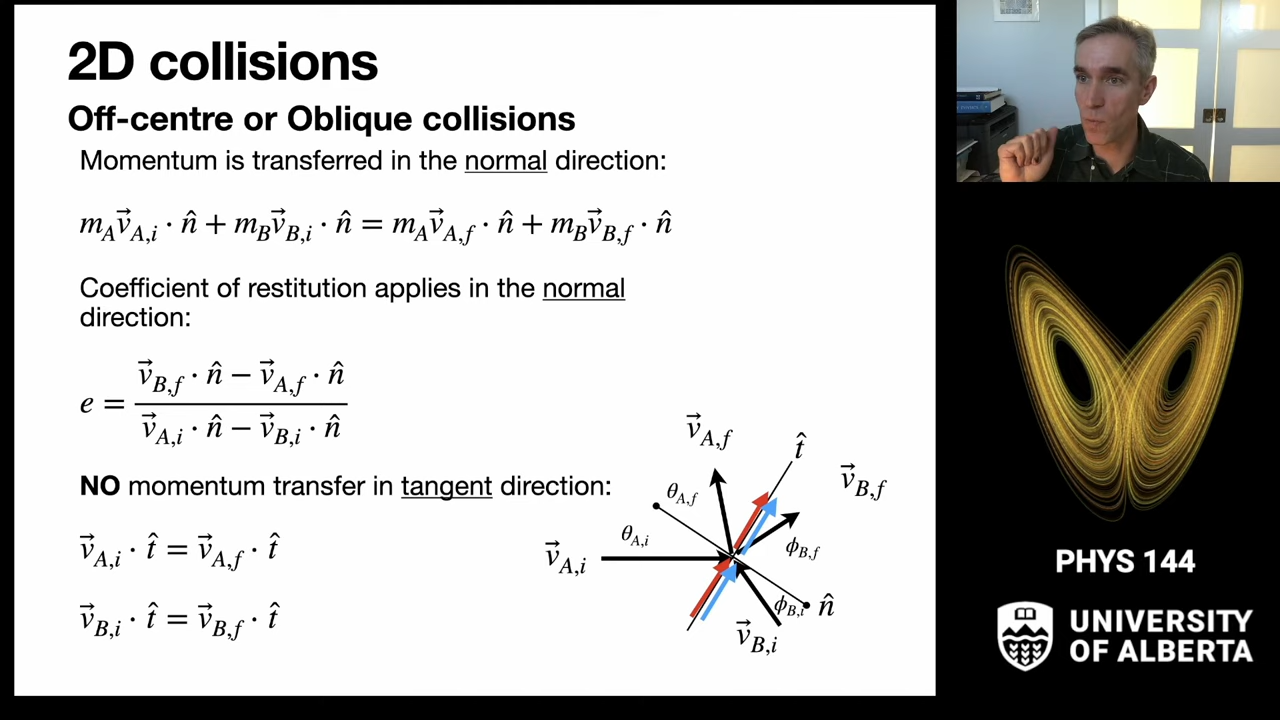 2D collisions
Off-centre or Oblique collisions
Momentum is transferred in the normal direction:
m_A v⃗_{A,i} · n̂ + m_B v⃗_{B,i} · n̂ = m_A v⃗_{A,f} · n̂ + m_B v⃗_{B,f} · n̂
Coefficient of restitution applies in the normal
direction:
e = (v⃗_{B,f} · n̂ − v⃗_{A,f} · n̂) / (v⃗_{A,i} · n̂ − v⃗_{B,i} · n̂)
NO momentum transfer in tangent direction:
v⃗_{A,i} · t̂ = v⃗_{A,f} · t̂
v⃗_{B,i} · t̂ = v⃗_{B,f} · t̂
v⃗_{A,f}
t̂
v⃗_{B,f}
θ_{A,f}
θ_{A,i}
v⃗_{A,i}
ϕ_{B,f}
ϕ_{B,i}
n̂
v⃗_{B,i}
PHYS 144
UNIVERSITY
OF ALBERTA